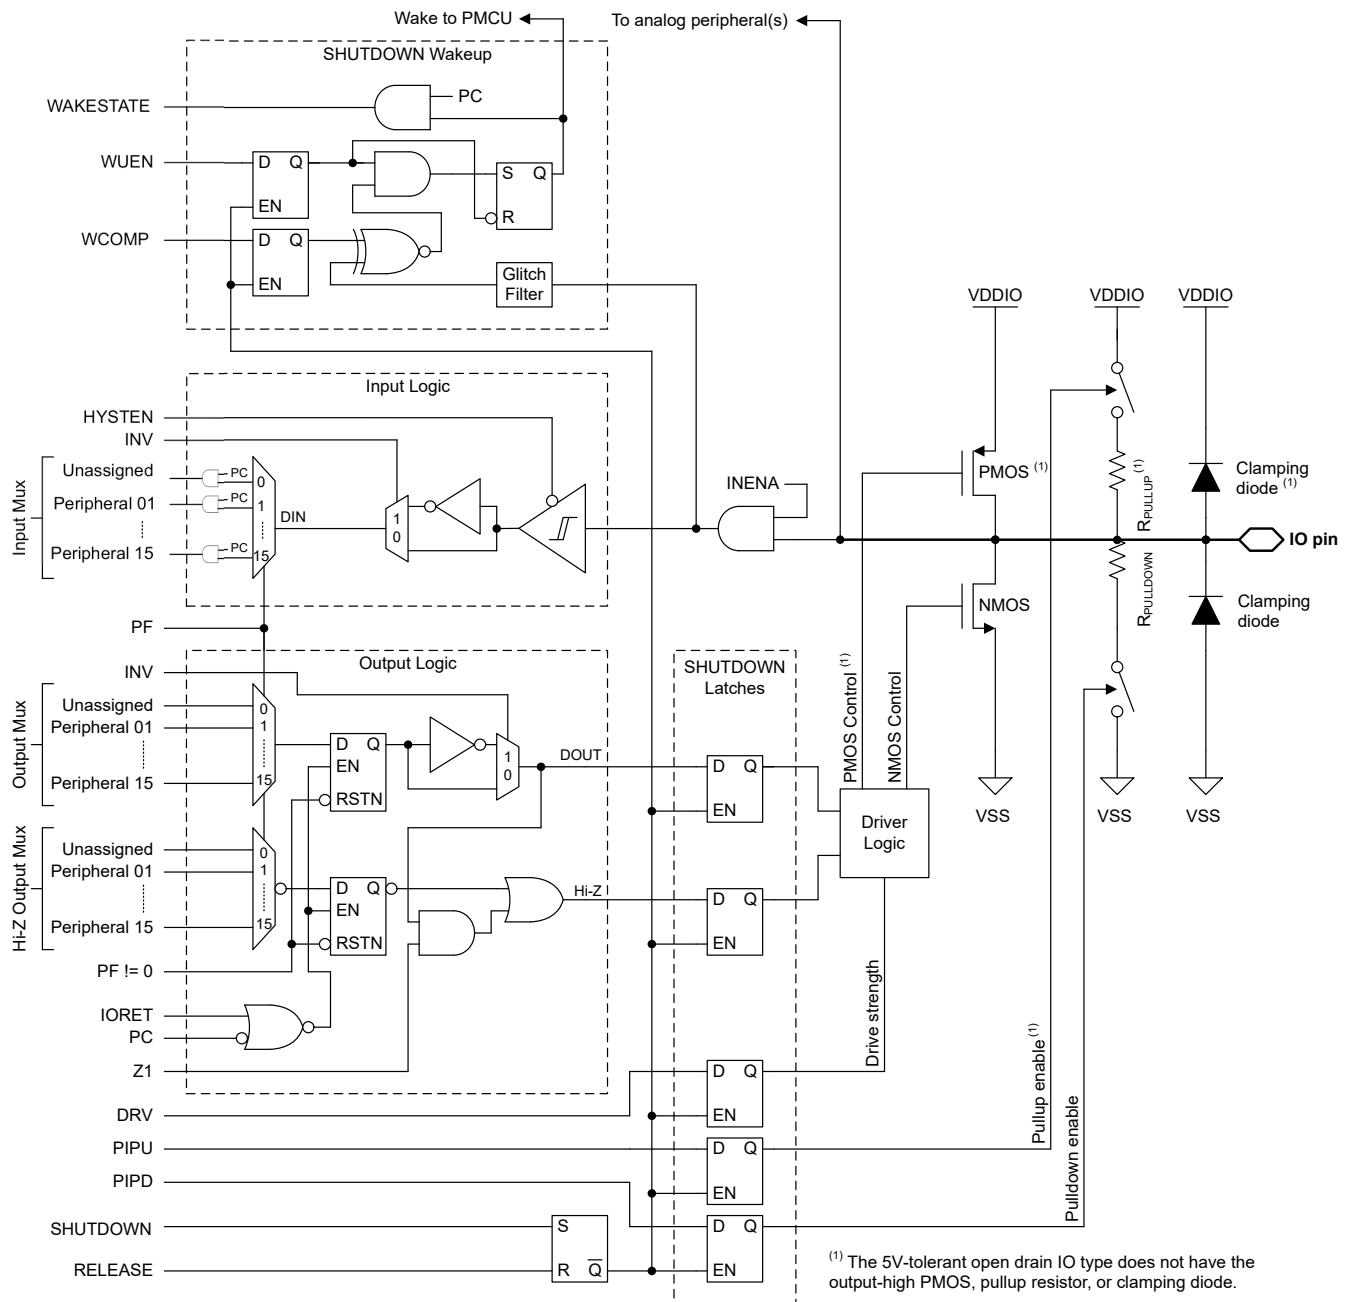 Wake to PMCU
To analog peripheral(s)
SHUTDOWN Wakeup
WAKESTATE
PC
WUEN
D Q
EN
S Q
R
WCOMP
D Q
EN
Glitch
Filter
VDDIO
VDDIO
VDDIO
Input Logic
HYSTEN
INV
Input Mux
Unassigned
PC
0
Peripheral 01
PC
1
Peripheral 15
PC
15
DIN
1
0
INENA
PMOS (1)
RPULLUP (1)
Clamping
diode (1)
IO pin
NMOS
RPULLDOWN
Clamping
diode
PF
Output Logic
INV
Output Mux
Unassigned
0
Peripheral 01
1
Peripheral 15
15
D Q
EN
RSTN
1
0
DOUT
SHUTDOWN
Latches
D Q
EN
PMOS Control (1)
NMOS Control
Driver
Logic
VSS
VSS
VSS
Hi-Z Output Mux
Unassigned
0
Peripheral 01
1
Peripheral 15
15
D Q
EN
RSTN
Hi-Z
D Q
EN
PF != 0
IORET
PC
Z1
Drive strength
D Q
EN
DRV
PIPU
D Q
EN
Pullup enable (1)
PIPD
Pulldown enable
SHUTDOWN
S
RELEASE
R Q̅
D Q
EN
(1) The 5V-tolerant open drain IO type does not have the
output-high PMOS, pullup resistor, or clamping diode.